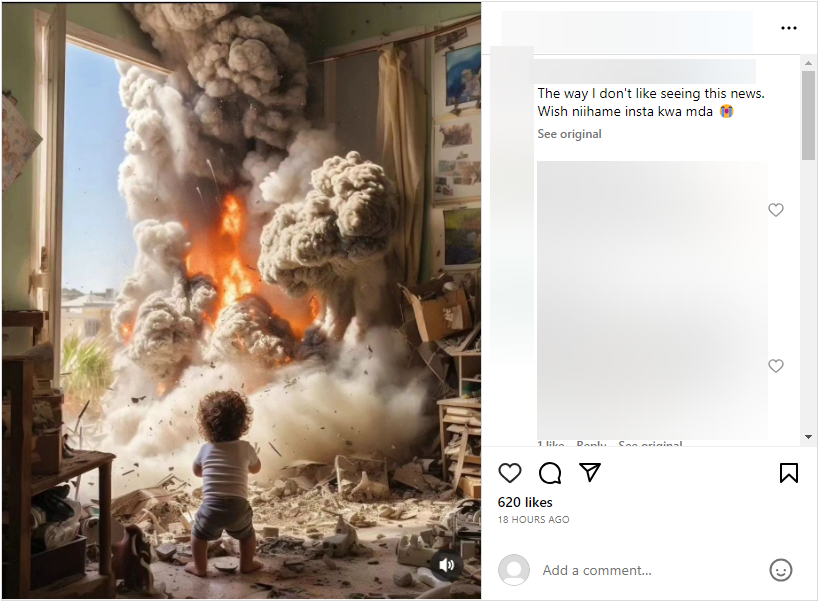 The way I don't like seeing this news.
Wish niihame insta kwa mda 😭
See original
1 like Reply See original
620 likes
18 HOURS AGO
Add a comment...